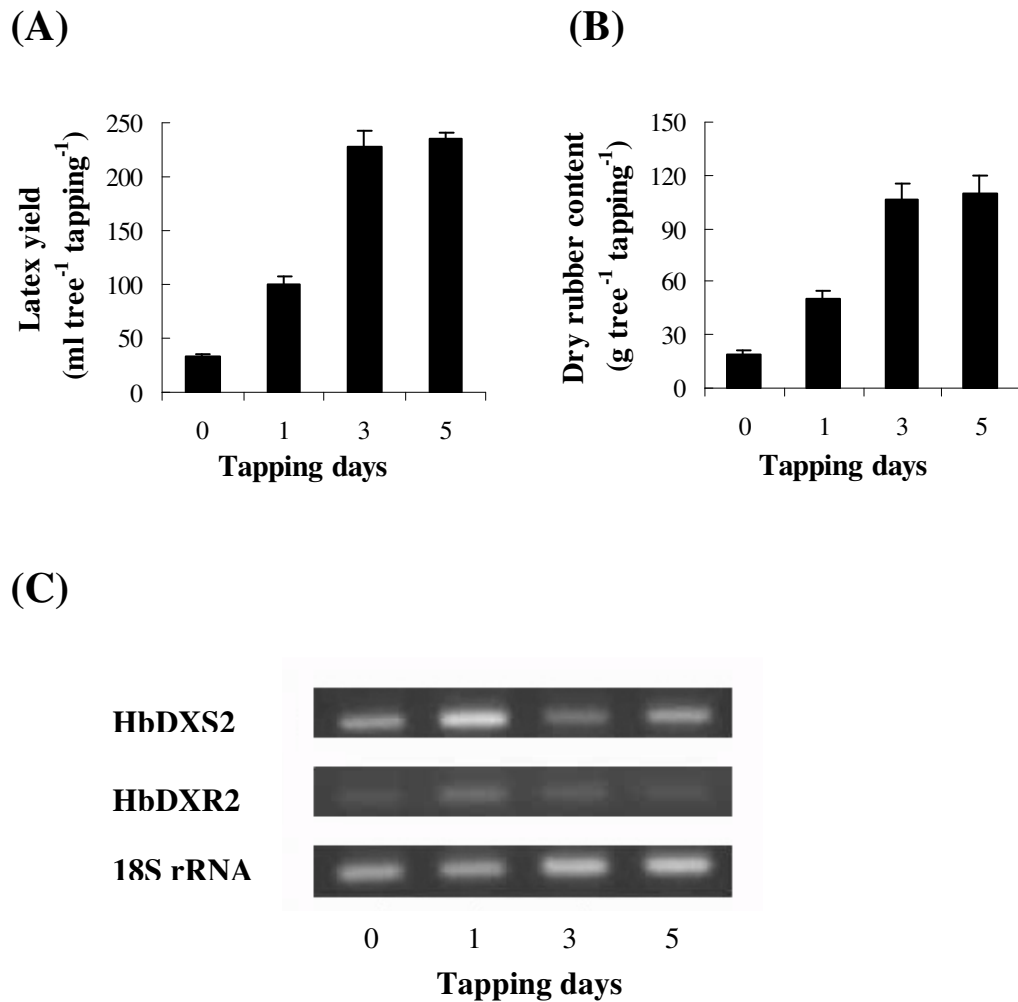 (A)
250
200
150
100
50
0
Latex yield
(ml tree⁻¹ tapping⁻¹)
0 1 3 5
Tapping days
(B)
150
120
90
60
30
0
Dry rubber content
(g tree⁻¹ tapping⁻¹)
0 1 3 5
Tapping days
(C)
HbDXS2
HbDXR2
18S rRNA
0 1 3 5
Tapping days